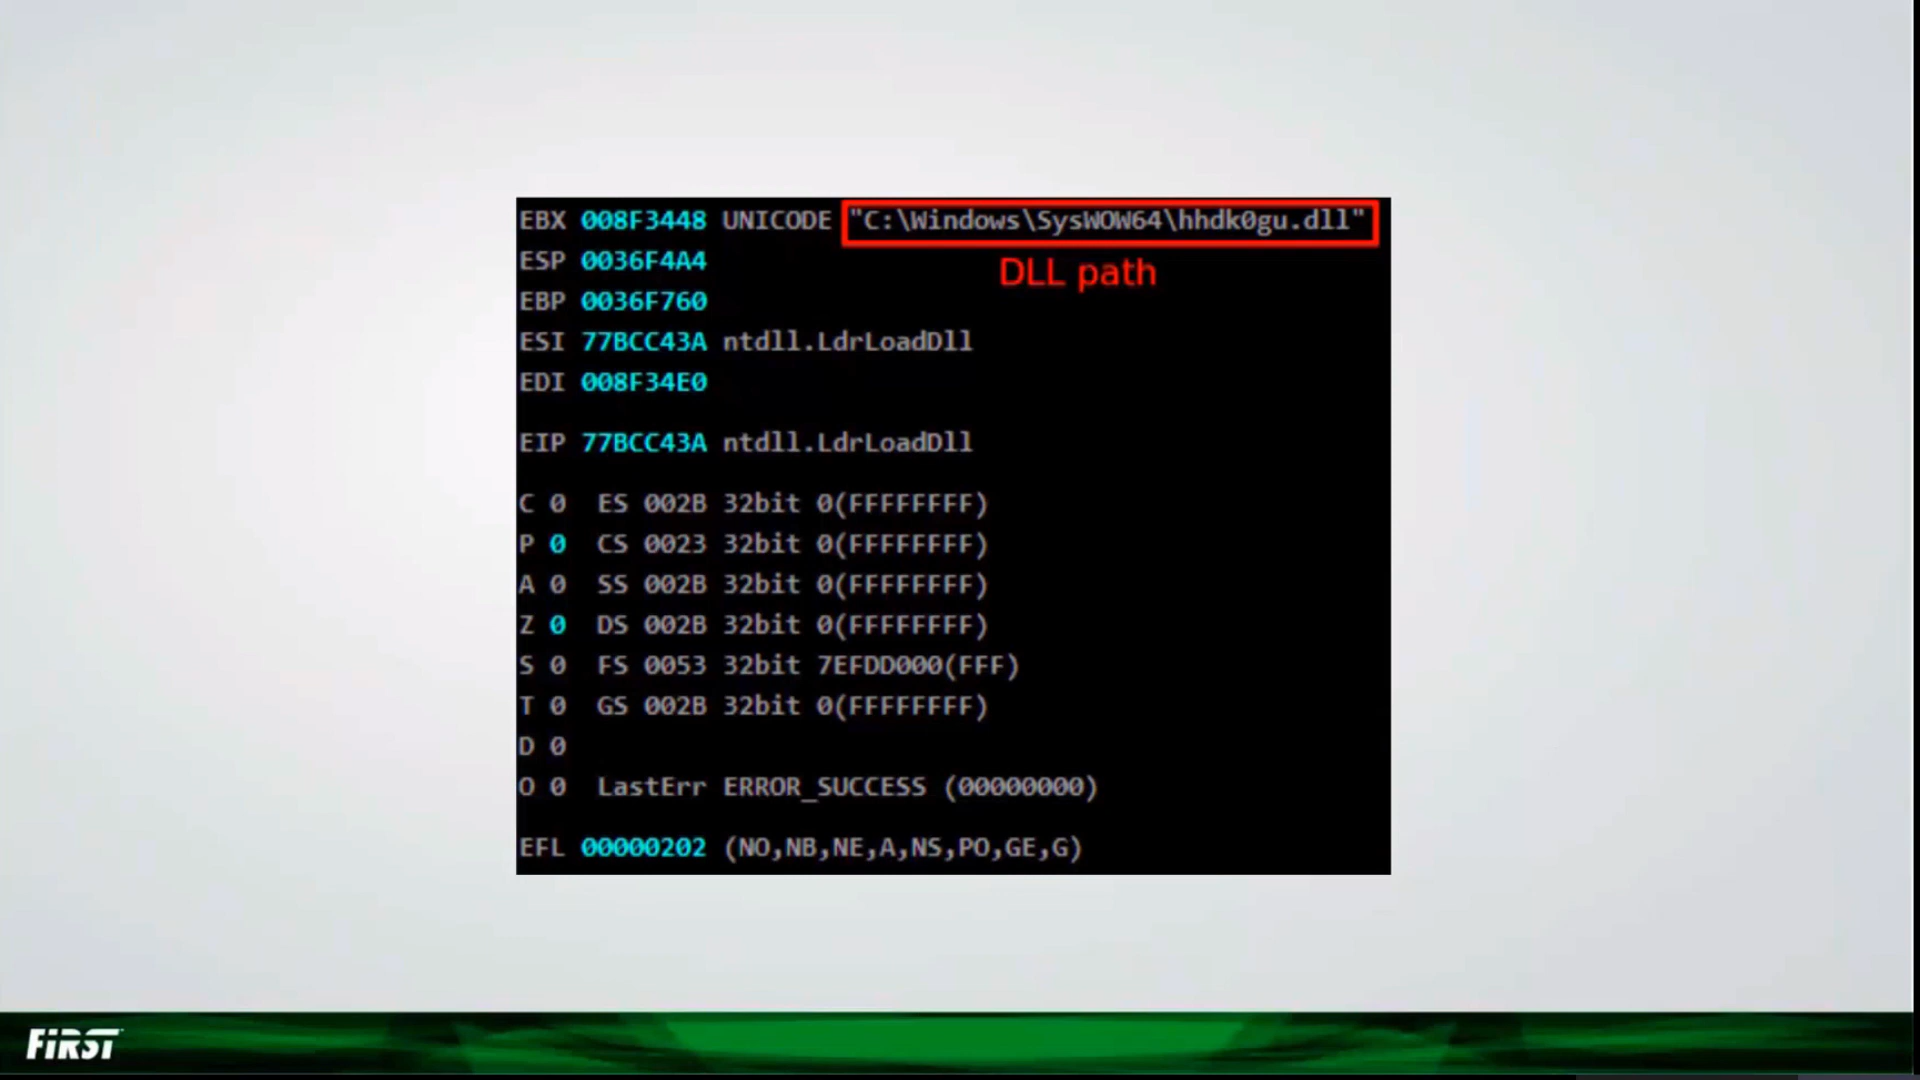 EBX 008F3448 UNICODE "C:\Windows\SysWOW64\hhdk0gu.dll"
DLL path
ESP 0036F4A4
EBP 0036F760
ESI 77BCC43A ntdll.LdrLoadDll
EDI 008F34E0
EIP 77BCC43A ntdll.LdrLoadDll
C 0 ES 002B 32bit 0(FFFFFFFF)
P 0 CS 0023 32bit 0(FFFFFFFF)
A 0 SS 002B 32bit 0(FFFFFFFF)
Z 0 DS 002B 32bit 0(FFFFFFFF)
S 0 FS 0053 32bit 7EFDD000(FFF)
T 0 GS 002B 32bit 0(FFFFFFFF)
D 0
O 0 LastErr ERROR_SUCCESS (00000000)
EFL 00000202 (NO,NB,NE,A,NS,PO,GE,G)
FiRST